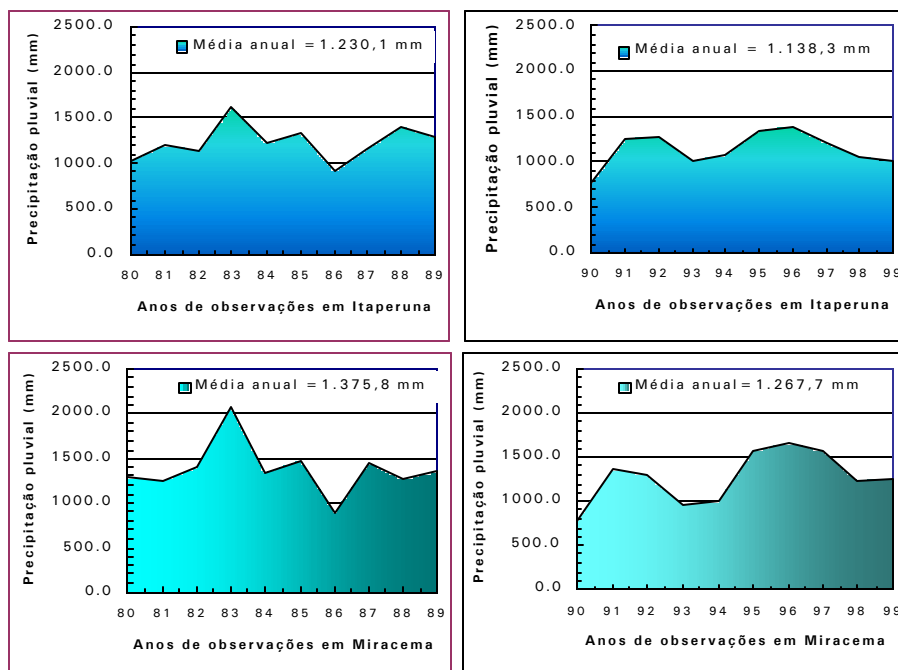 Precipitação pluvial (mm)
2500.0
2000.0
1500.0
1000.0
500.0
0.0
Média anual = 1.230,1 mm
80 81 82 83 84 85 86 87 88 89
Anos de observações em Itaperuna
Precipitação pluvial (mm)
2500.0
2000.0
1500.0
1000.0
500.0
0.0
Média anual = 1.138,3 mm
90 91 92 93 94 95 96 97 98 99
Anos de observações em Itaperuna
Precipitação pluvial (mm)
2500.0
2000.0
1500.0
1000.0
500.0
0.0
Média anual = 1.375,8 mm
80 81 82 83 84 85 86 87 88 89
Anos de observações em Miracema
Precipitação pluvial (mm)
2500.0
2000.0
1500.0
1000.0
500.0
0.0
Média anual = 1.267,7 mm
90 91 92 93 94 95 96 97 98 99
Anos de observações em Miracema